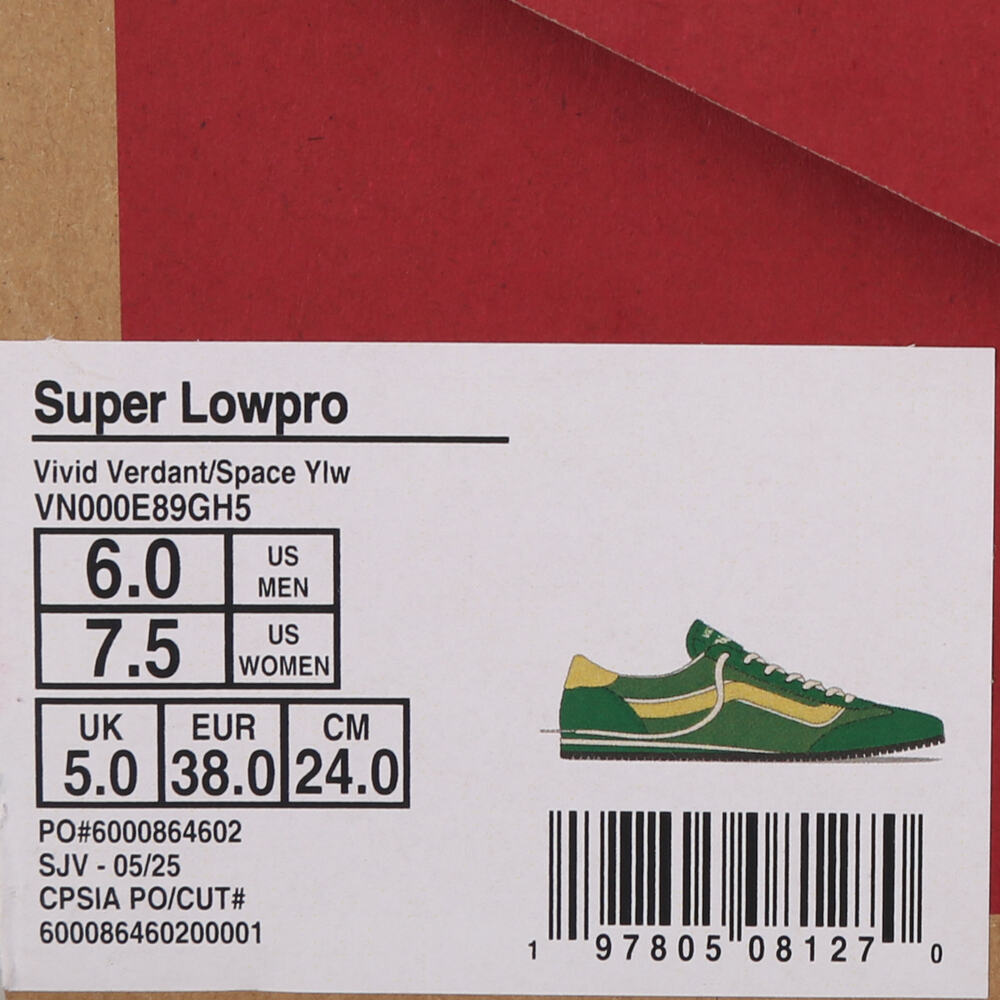 Super Lowpro
Vivid Verdant/Space Ylw
VN000E89GH5
6.0 US MEN
7.5 US WOMEN
UK EUR CM
5.0 38.0 24.0
PO#6000864602
SJV - 05/25
CPSIA PO/CUT#
600086460200001
1 97805 08127 0